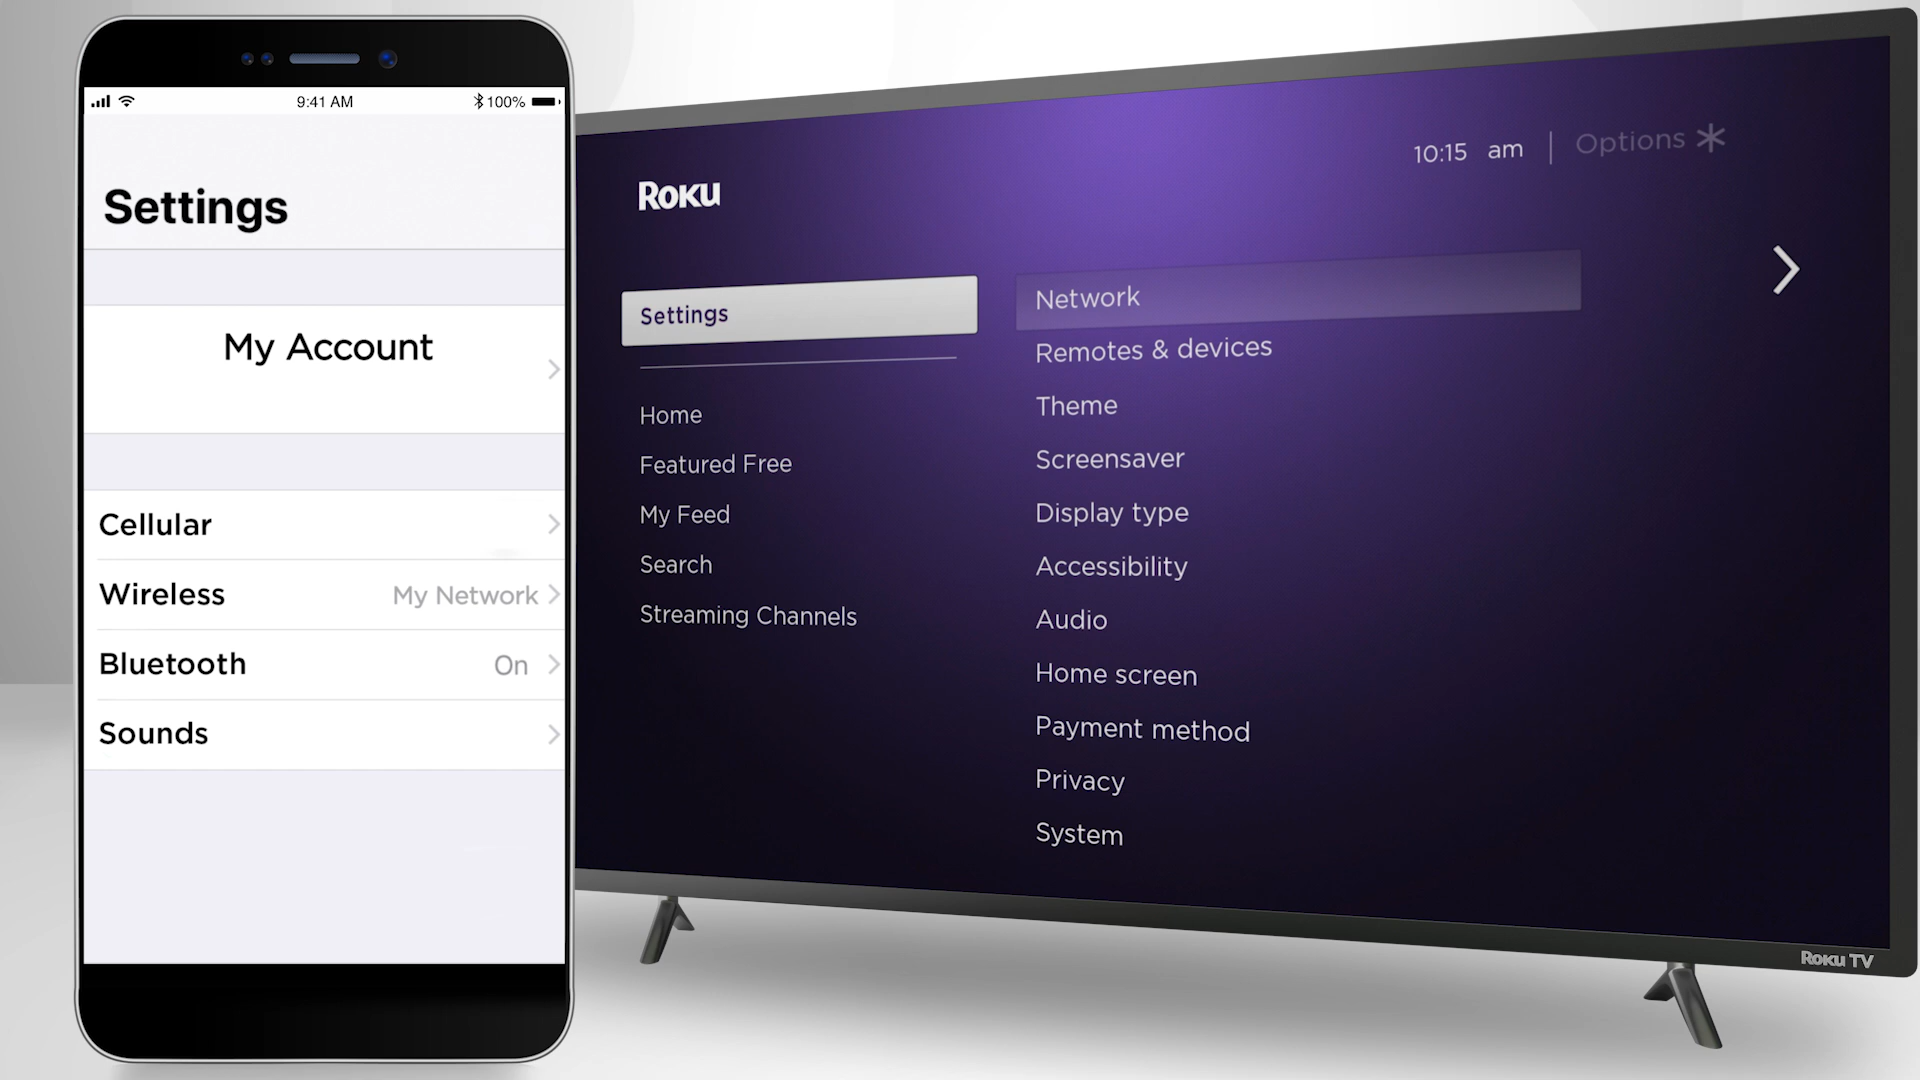 9:41 AM
100%
Settings
My Account
Cellular
Wireless My Network
Bluetooth On
Sounds
Roku
10:15 am | Options
Settings
Home
Featured Free
My Feed
Search
Streaming Channels
Network
Remotes & devices
Theme
Screensaver
Display type
Accessibility
Audio
Home screen
Payment method
Privacy
System
Roku TV